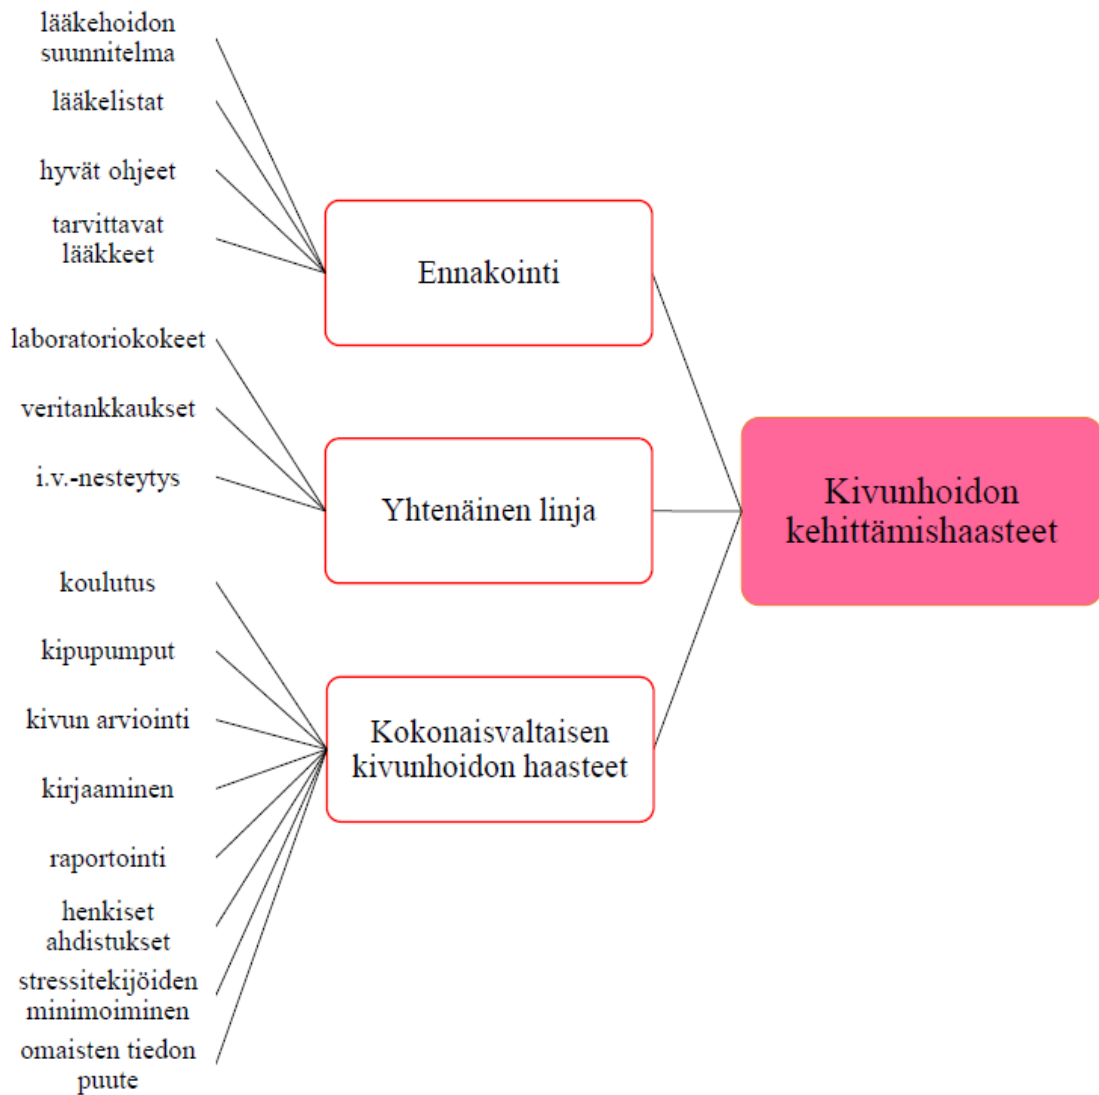 lääkehoidon
suunnitelma
lääkelistat
hyvät ohjeet
tarvittavat
lääkkeet
Ennakointi
laboratoriokokeet
veritankkaukset
i.v.-nesteytys
Yhtenäinen linja
koulutus
kipupumput
kivun arviointi
kirjaaminen
raportointi
henkiset
ahdistukset
stressitekijöiden
minimoiminen
omaisten tiedon
puute
Kokonaisvaltaisen
kivunhoidon haasteet
Kivunhoidon
kehittämishaasteet